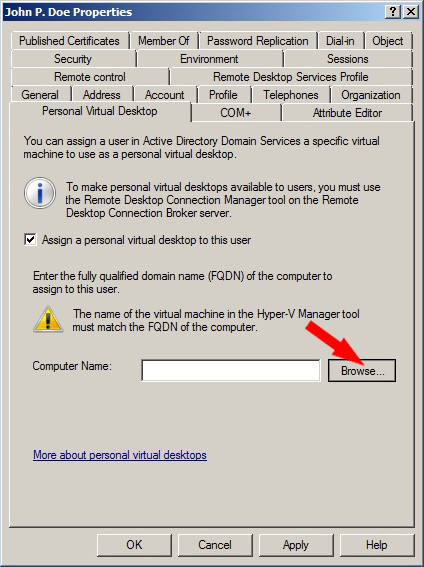 John P. Doe Properties
Published Certificates Member Of Password Replication Dial-in Object
Security Environment Sessions
Remote control Remote Desktop Services Profile
General Address Account Profile Telephones Organization
Personal Virtual Desktop COM+ Attribute Editor
You can assign a user in Active Directory Domain Services a specific virtual
machine to use as a personal virtual desktop.
To make personal virtual desktops available to users, you must use
the Remote Desktop Connection Manager tool on the Remote
Desktop Connection Broker server.
Assign a personal virtual desktop to this user
Enter the fully qualified domain name (FQDN) of the computer to
assign to this user.
The name of the virtual machine in the Hyper-V Manager tool
must match the FQDN of the computer.
Computer Name: Browse...
More about personal virtual desktops
OK Cancel Apply Help